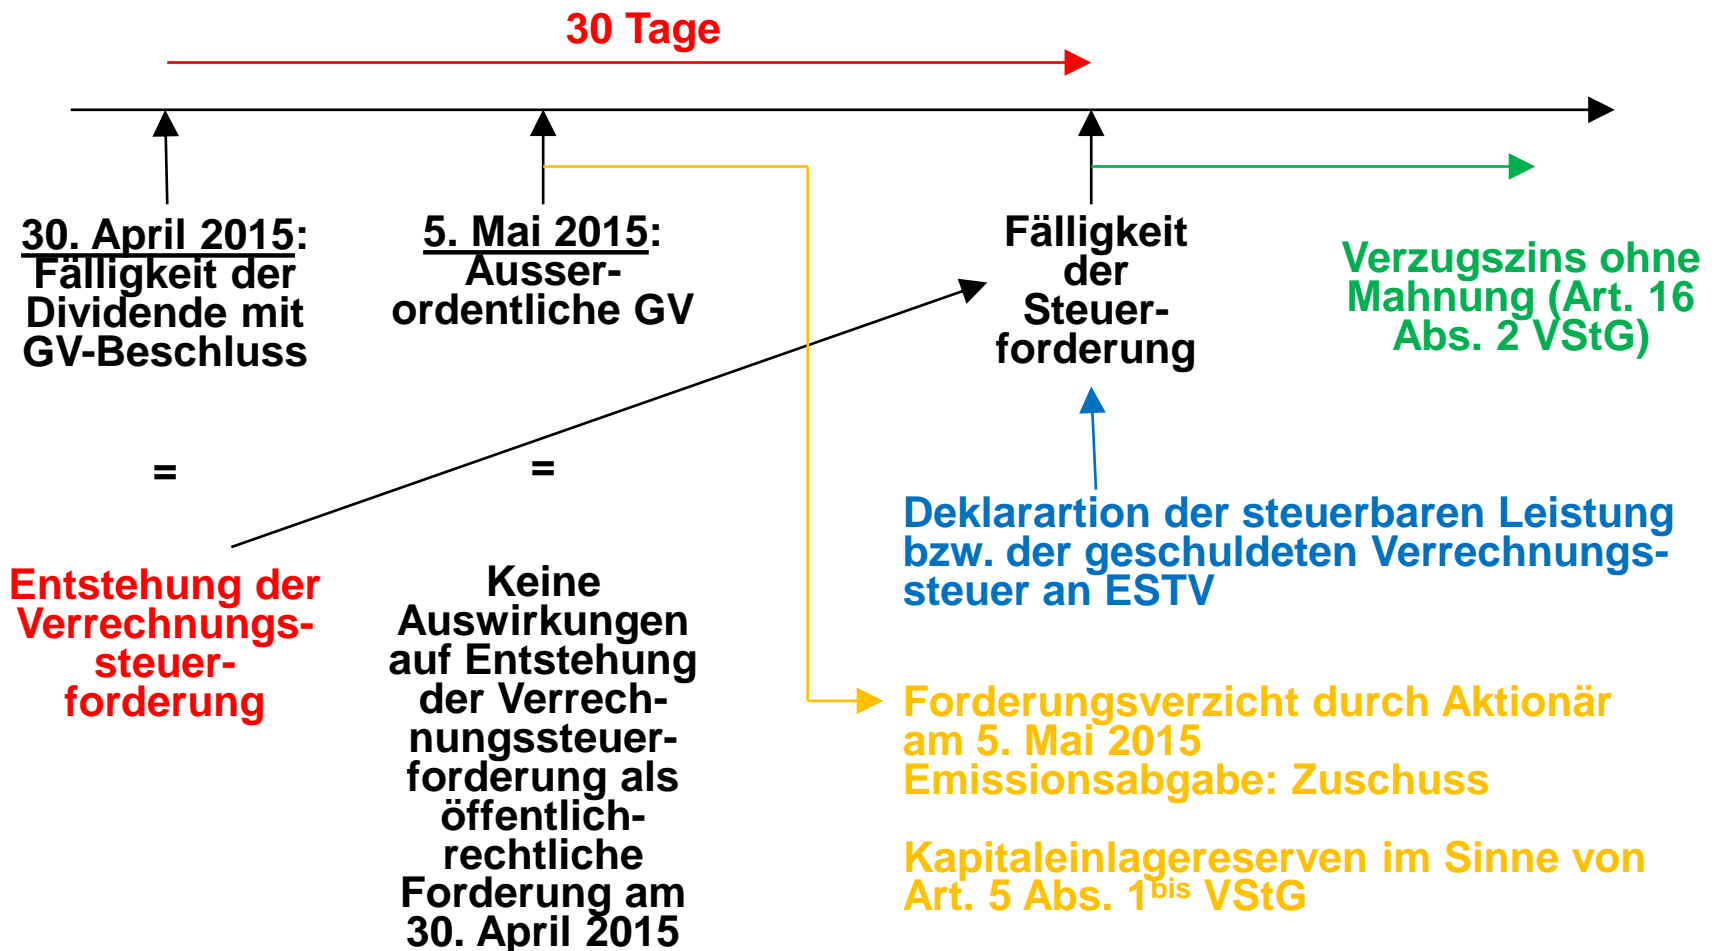 30 Tage
30. April 2015:
Fälligkeit der
Dividende mit
GV-Beschluss
=
Entstehung der
Verrechnungs-
steuer-
forderung
5. Mai 2015:
Ausser-
ordentliche GV
=
Keine
Auswirkungen
auf Entstehung
der Verrech-
nungssteuer-
forderung als
öffentlich-
rechtliche
Forderung am
30. April 2015
Fälligkeit
der
Steuer-
forderung
Verzugszins ohne
Mahnung (Art. 16
Abs. 2 VStG)
Deklarartion der steuerbaren Leistung
bzw. der geschuldeten Verrechnungs-
steuer an ESTV
Forderungsverzicht durch Aktionär
am 5. Mai 2015
Emissionsabgabe: Zuschuss
Kapitaleinlagereserven im Sinne von
Art. 5 Abs. 1bis VStG